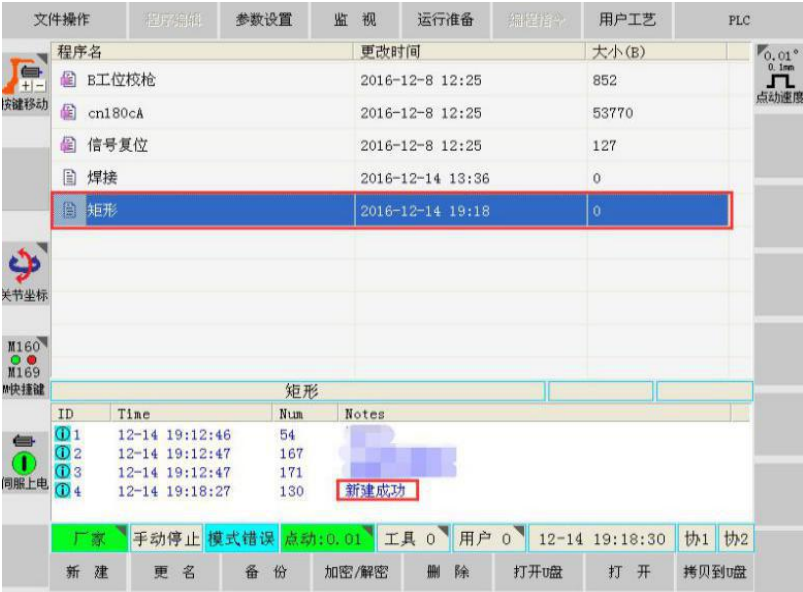 文件操作 程序编辑 参数设置 监 视 运行准备 编程指令 用户工艺 PLC
程序名 更改时间 大小(B)
B工位校枪 2016-12-8 12:25 852
cn180cA 2016-12-8 12:25 53770
信号复位 2016-12-8 12:25 127
焊接 2016-12-14 13:36 0
矩形 2016-12-14 19:18 0
+ -
按键移动
关节坐标
M160
M169
M快捷键
伺服上电
0.01°
0.1mm
点动速度
矩形
ID Time Num Notes
1 12-14 19:12:46 54
2 12-14 19:12:47 167
3 12-14 19:12:47 171
4 12-14 19:18:27 130 新建成功
厂家 手动停止 模式错误 点动:0.01 工具 0 用户 0 12-14 19:18:30 协1 协2
新 建 更 名 备 份 加密/解密 删 除 打开U盘 打 开 拷贝到U盘